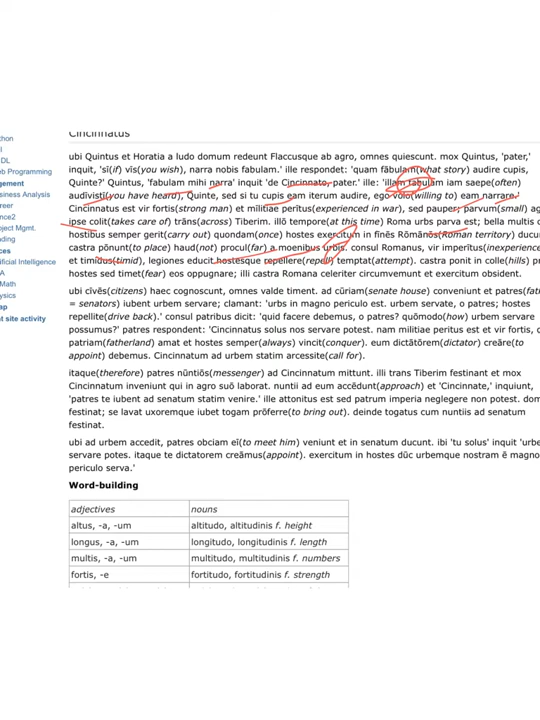 Cincinnatus
thon
l
DL
eb Programming
gement
usiness Analysis
reer
nce2
ject Mgmt.
ding
ces
ificial Intelligence
A
Math
ysics
ap
t site activity
ubi Quintus et Horatia a ludo domum redeunt Flaccusque ab agro, omnes quiescunt. mox Quintus, 'pater,'
inquit, 'sī(if) vīs(you wish), narra nobis fabulam.' ille respondet: 'quam fābulam(what story) audire cupis,
Quinte?' Quintus, 'fabulam mihi narra' inquit 'de Cincinnato, pater.' ille: 'illam fabulam iam saepe(often)
audīvistī(you have heard), Quinte, sed si tu cupis eam iterum audire, ego volo(willing to) eam narrare.'
Cincinnatus est vir fortis(strong man) et mīlitiae perītus(experienced in war), sed pauper; parvum(small) ag
ipse colit(takes care of) trāns(across) Tiberim. illō tempore(at this time) Roma urbs parva est; bella multis c
hostibus semper gerit(carry out) quondam(once) hostes exercitum in finēs Rōmānōs(Roman territory) ducu
castra pōnunt(to place) haud(not) procul(far) a moenibus urbis. consul Romanus, vir imperītus(inexperience
et timīdus(timid), legiones educit hostesque repellere(repell) temptat(attempt). castra ponit in colle(hills) pr
hostes sed timet(fear) eos oppugnare; illi castra Romana celeriter circumvemunt et exercitum obsident.
ubi cīvēs(citizens) haec cognoscunt, omnes valde timent. ad cūriam(senate house) conveniunt et patres(fat
= senators) iubent urbem servare; clamant: 'urbs in magno periculo est. urbem servate, o patres; hostes
repellite(drive back).' consul patribus dicit: 'quid facere debemus, o patres? quōmodo(how) urbem servare
possumus?' patres respondent: 'Cincinnatus solus nos servare potest. nam militiae peritus est et vir fortis, q
patriam(fatherland) amat et hostes semper(always) vincit(conquer). eum dictātōrem(dictator) creāre(to
appoint) debemus. Cincinnatum ad urbem statim arcessite(call for).
itaque(therefore) patres nūntiōs(messenger) ad Cincinnatum mittunt. illi trans Tiberim festinant et mox
Cincinnatum inveniunt qui in agro suō laborat. nuntii ad eum accēdunt(approach) et 'Cincinnate,' inquiunt,
'patres te iubent ad senatum statim venire.' ille attonitus est sed patrum imperia neglegere non potest. dom
festinat; se lavat uxoremque iubet togam prōferre(to bring out). deinde togatus cum nuntiis ad senatum
festinat.
ubi ad urbem accedit, patres obciam eī(to meet him) veniunt et in senatum ducunt. ibi 'tu solus' inquit 'urbe
servare potes. itaque te dictatorem creāmus(appoint). exercitum in hostes dūc urbemque nostram ē magno
periculo serva.'
Word-building
adjectives nouns
altus, -a, -um altitudo, altitudinis f. height
longus, -a, -um longitudo, longitudinis f. length
multis, -a, -um multitudo, multitudinis f. numbers
fortis, -e fortitudo, fortitudinis f. strength